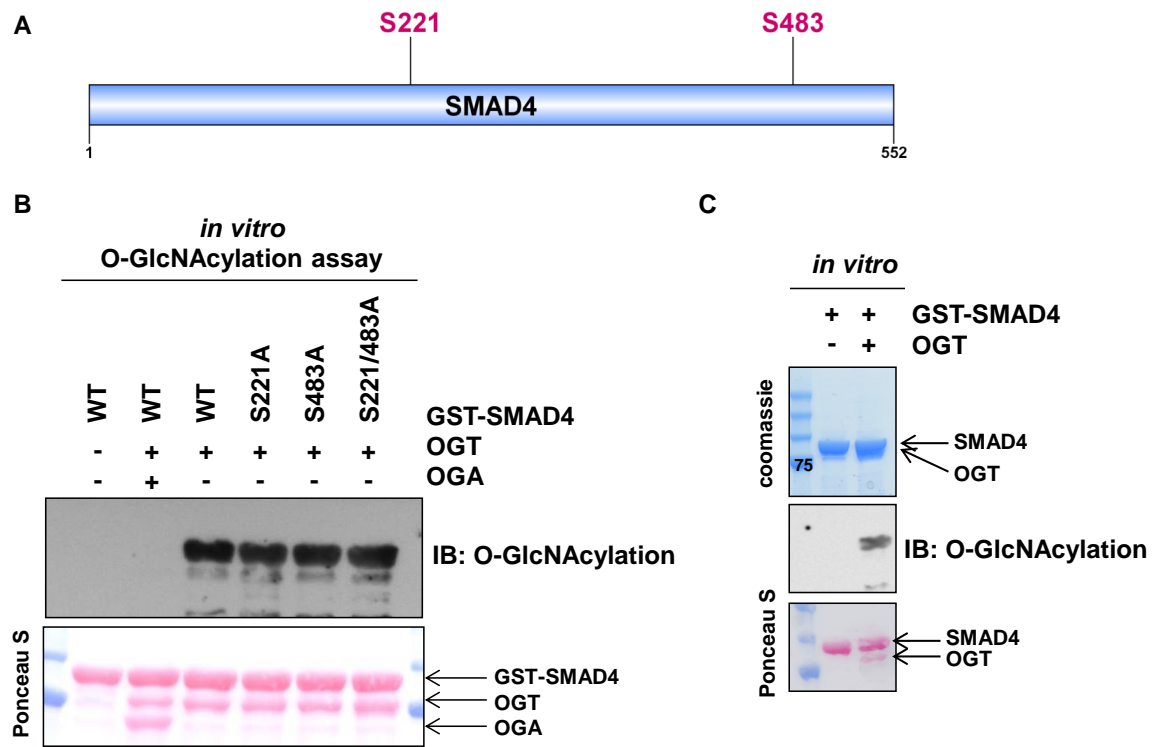 A
S221
S483
SMAD4
1
552
B
in vitro
O-GlcNAcylation assay
WT
WT
WT
S221A
S483A
S221/483A
GST-SMAD4
- + + + + + OGT
- + - - - - OGA
IB: O-GlcNAcylation
Ponceau S
GST-SMAD4
OGT
OGA
C
in vitro
+ + GST-SMAD4
- + OGT
coomassie
75
SMAD4
OGT
IB: O-GlcNAcylation
Ponceau S
SMAD4
OGT